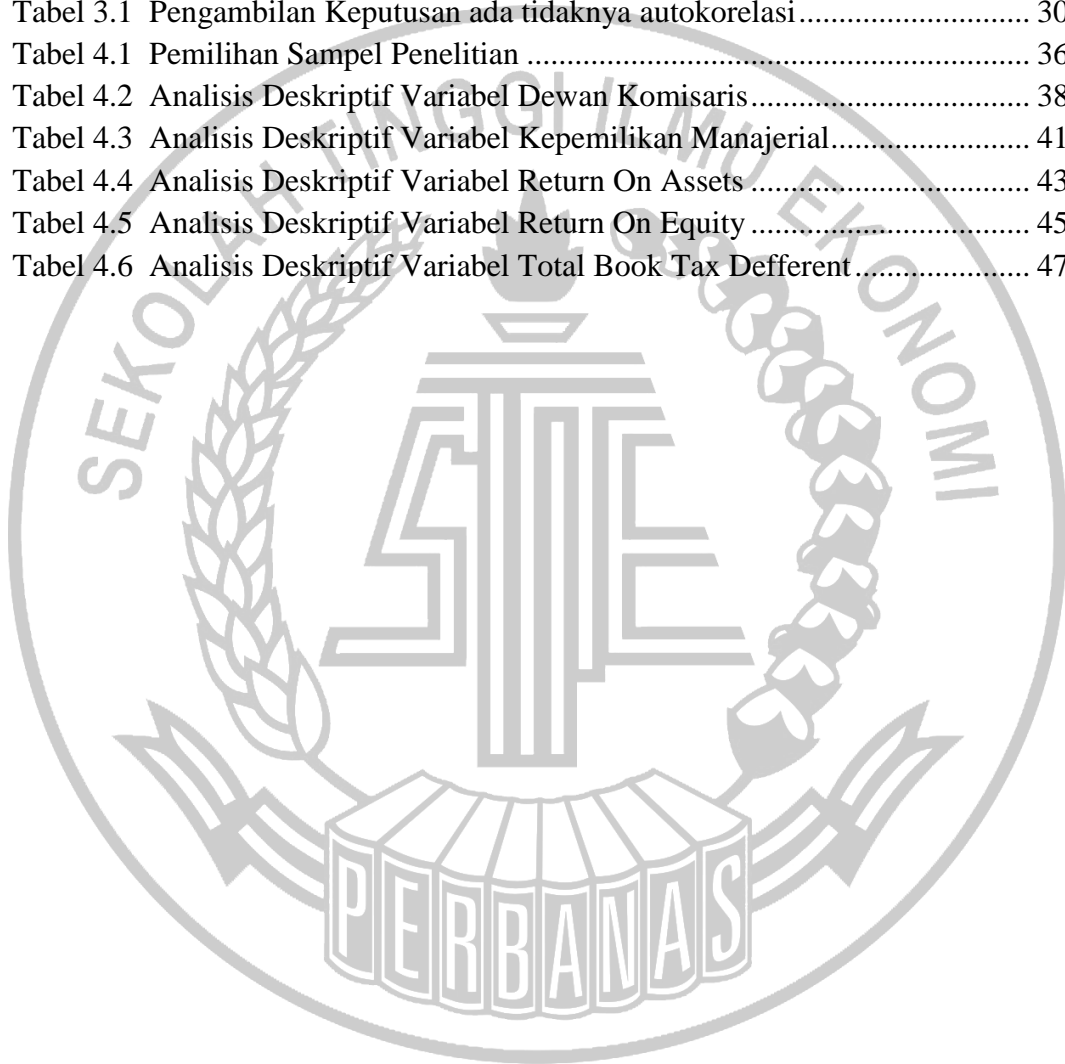 Tabel 3.1 Pengambilan Keputusan ada tidaknya autokorelasi............................. 30
Tabel 4.1 Pemilihan Sampel Penelitian ............................................................... 36
Tabel 4.2 Analisis Deskriptif Variabel Dewan Komisaris................................... 38
Tabel 4.3 Analisis Deskriptif Variabel Kepemilikan Manajerial......................... 41
Tabel 4.4 Analisis Deskriptif Variabel Return On Assets ................................... 43
Tabel 4.5 Analisis Deskriptif Variabel Return On Equity ................................... 45
Tabel 4.6 Analisis Deskriptif Variabel Total Book Tax Defferent...................... 47
SEKOLAH TINGGI ILMU EKONOMI
STIE
PERBANAS